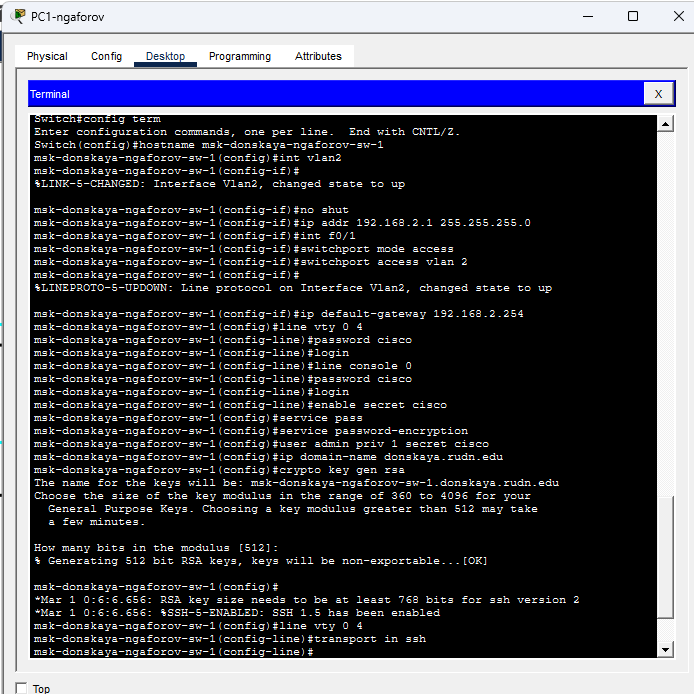 PC1-ngaforov
Physical Config Desktop Programming Attributes
Terminal X
Switch#config term
Enter configuration commands, one per line.  End with CNTL/Z.
Switch(config)#hostname msk-donskaya-ngaforov-sw-1
msk-donskaya-ngaforov-sw-1(config)#int vlan2
msk-donskaya-ngaforov-sw-1(config-if)#
%LINK-5-CHANGED: Interface Vlan2, changed state to up
msk-donskaya-ngaforov-sw-1(config-if)#no shut
msk-donskaya-ngaforov-sw-1(config-if)#ip addr 192.168.2.1 255.255.255.0
msk-donskaya-ngaforov-sw-1(config-if)#int f0/1
msk-donskaya-ngaforov-sw-1(config-if)#switchport mode access
msk-donskaya-ngaforov-sw-1(config-if)#switchport access vlan 2
msk-donskaya-ngaforov-sw-1(config-if)#
%LINEPROTO-5-UPDOWN: Line protocol on Interface Vlan2, changed state to up
msk-donskaya-ngaforov-sw-1(config-if)#ip default-gateway 192.168.2.254
msk-donskaya-ngaforov-sw-1(config)#line vty 0 4
msk-donskaya-ngaforov-sw-1(config-line)#password cisco
msk-donskaya-ngaforov-sw-1(config-line)#login
msk-donskaya-ngaforov-sw-1(config-line)#line console 0
msk-donskaya-ngaforov-sw-1(config-line)#password cisco
msk-donskaya-ngaforov-sw-1(config-line)#login
msk-donskaya-ngaforov-sw-1(config-line)#enable secret cisco
msk-donskaya-ngaforov-sw-1(config)#service pass
msk-donskaya-ngaforov-sw-1(config)#service password-encryption
msk-donskaya-ngaforov-sw-1(config)#user admin priv 1 secret cisco
msk-donskaya-ngaforov-sw-1(config)#ip domain-name donskaya.rudn.edu
msk-donskaya-ngaforov-sw-1(config)#crypto key gen rsa
The name for the keys will be: msk-donskaya-ngaforov-sw-1.donskaya.rudn.edu
Choose the size of the key modulus in the range of 360 to 4096 for your
General Purpose Keys. Choosing a key modulus greater than 512 may take
a few minutes.
How many bits in the modulus [512]:
% Generating 512 bit RSA keys, keys will be non-exportable...[OK]
msk-donskaya-ngaforov-sw-1(config)#
*Mar 1 0:6:6.656: RSA key size needs to be at least 768 bits for ssh version 2
*Mar 1 0:6:6.656: %SSH-5-ENABLED: SSH 1.5 has been enabled
msk-donskaya-ngaforov-sw-1(config)#line vty 0 4
msk-donskaya-ngaforov-sw-1(config-line)#transport in ssh
msk-donskaya-ngaforov-sw-1(config-line)#
Top